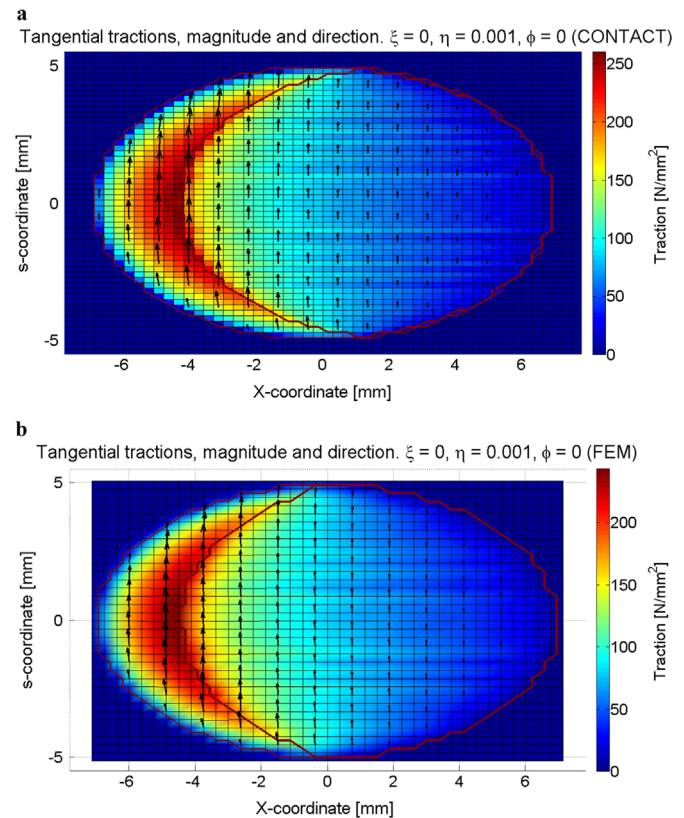 a
Tangential tractions, magnitude and direction. ξ = 0, η = 0.001, ϕ = 0 (CONTACT)
5
0
-5
s-coordinate [mm]
-6 -4 -2 0 2 4 6
X-coordinate [mm]
250
200
150
100
50
0
Traction [N/mm²]
b
Tangential tractions, magnitude and direction. ξ = 0, η = 0.001, ϕ = 0 (FEM)
5
0
-5
s-coordinate [mm]
-6 -4 -2 0 2 4 6
X-coordinate [mm]
200
150
100
50
0
Traction [N/mm²]